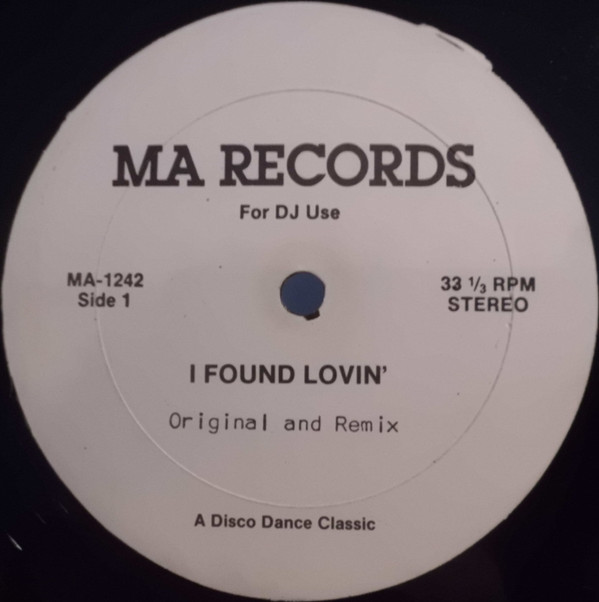 MA RECORDS
For DJ Use
MA-1242
Side 1
33 ⅓ RPM
STEREO
I FOUND LOVIN'
Original and Remix
A Disco Dance Classic